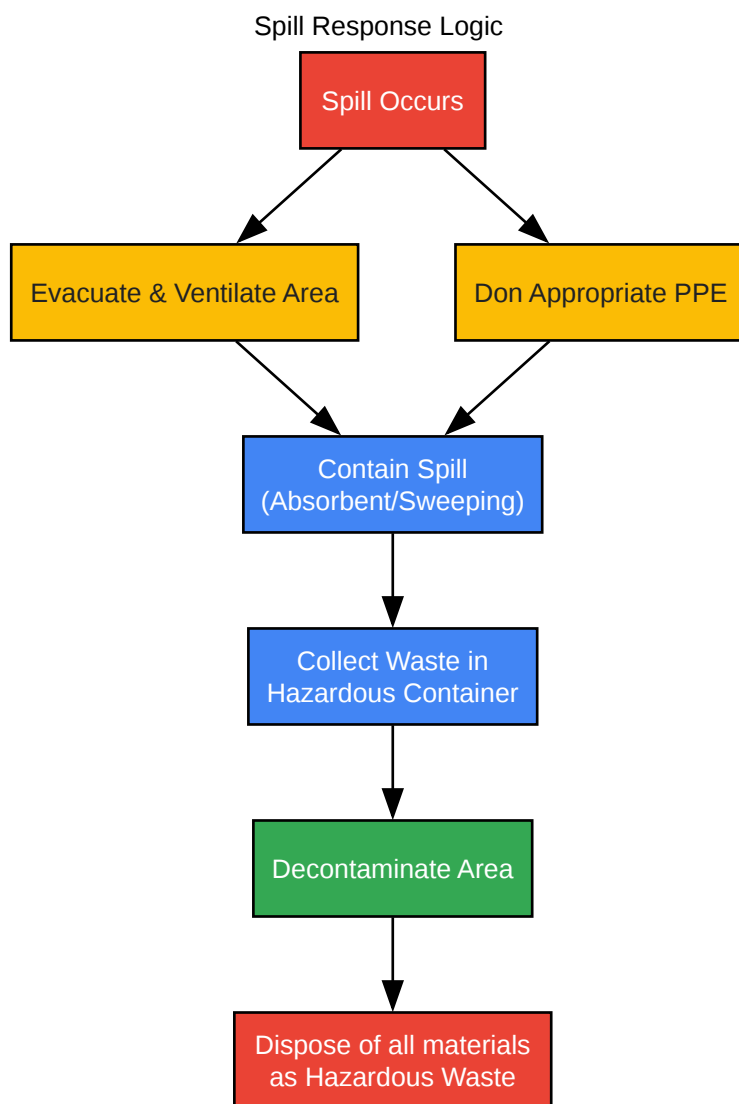 Spill Response Logic
Spill Occurs
Evacuate & Ventilate Area
Don Appropriate PPE
Contain Spill
(Absorbent/Sweeping)
Collect Waste in
Hazardous Container
Decontaminate Area
Dispose of all materials
as Hazardous Waste